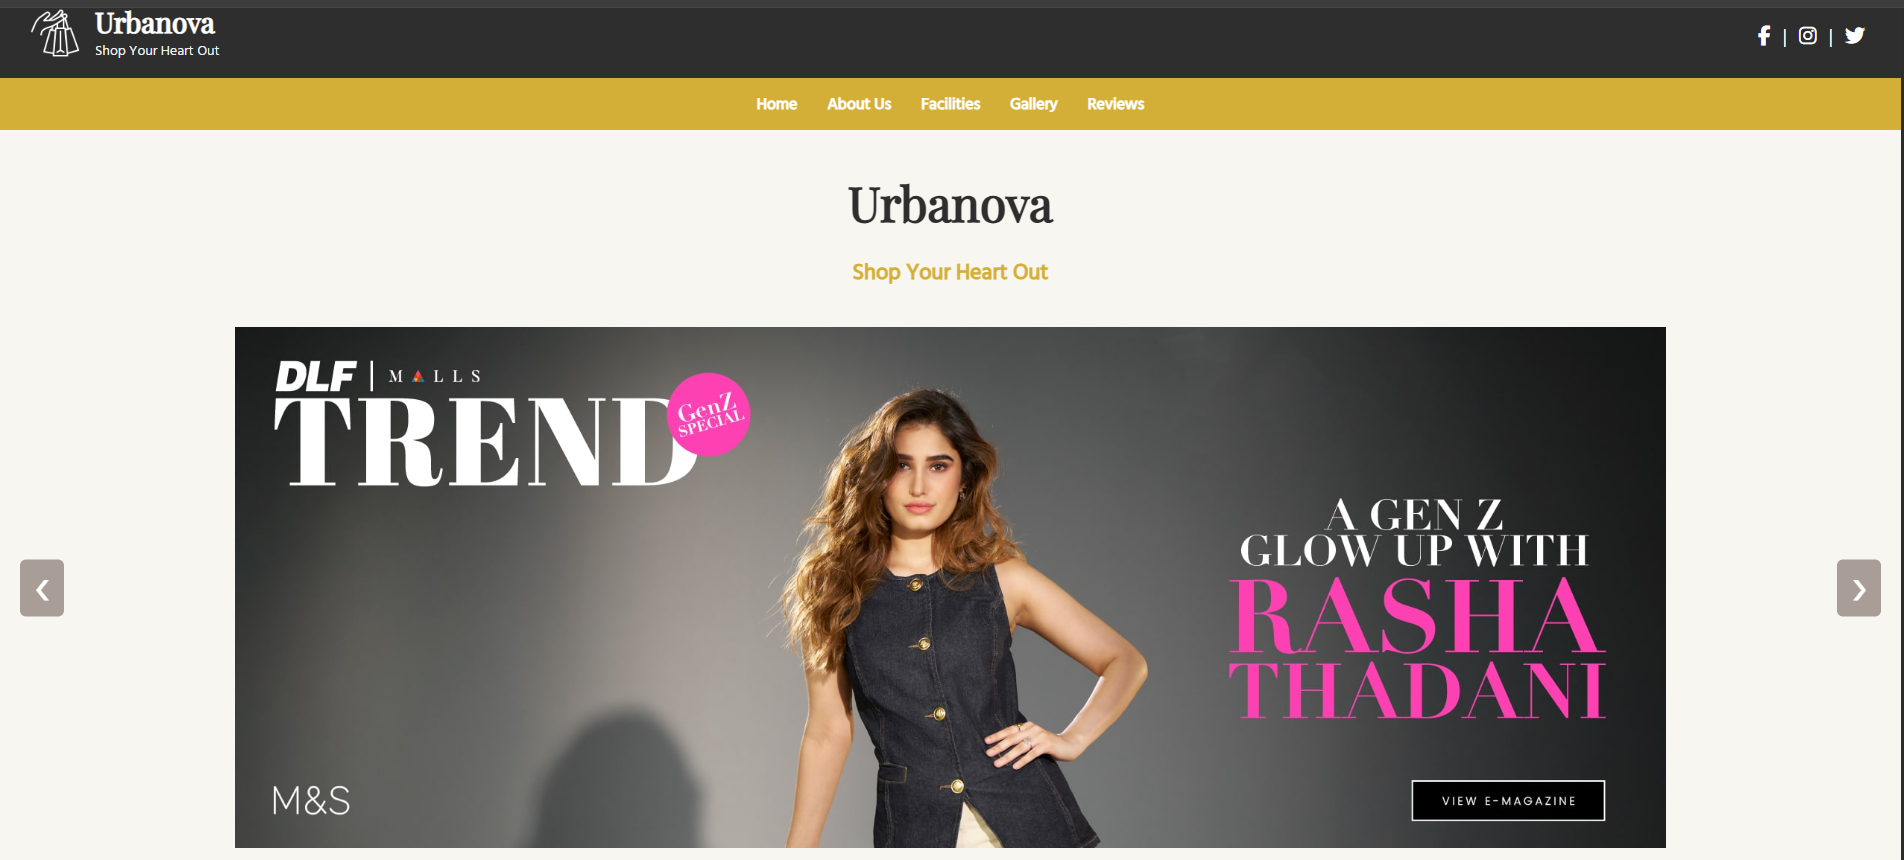 Urbanova
Shop Your Heart Out
Home About Us Facilities Gallery Reviews
Urbanova
Shop Your Heart Out
DLF | MALLS
TREND
GenZ
SPECIAL
A GEN Z
GLOW UP WITH
RASHA
THADANI
M&S
VIEW E-MAGAZINE